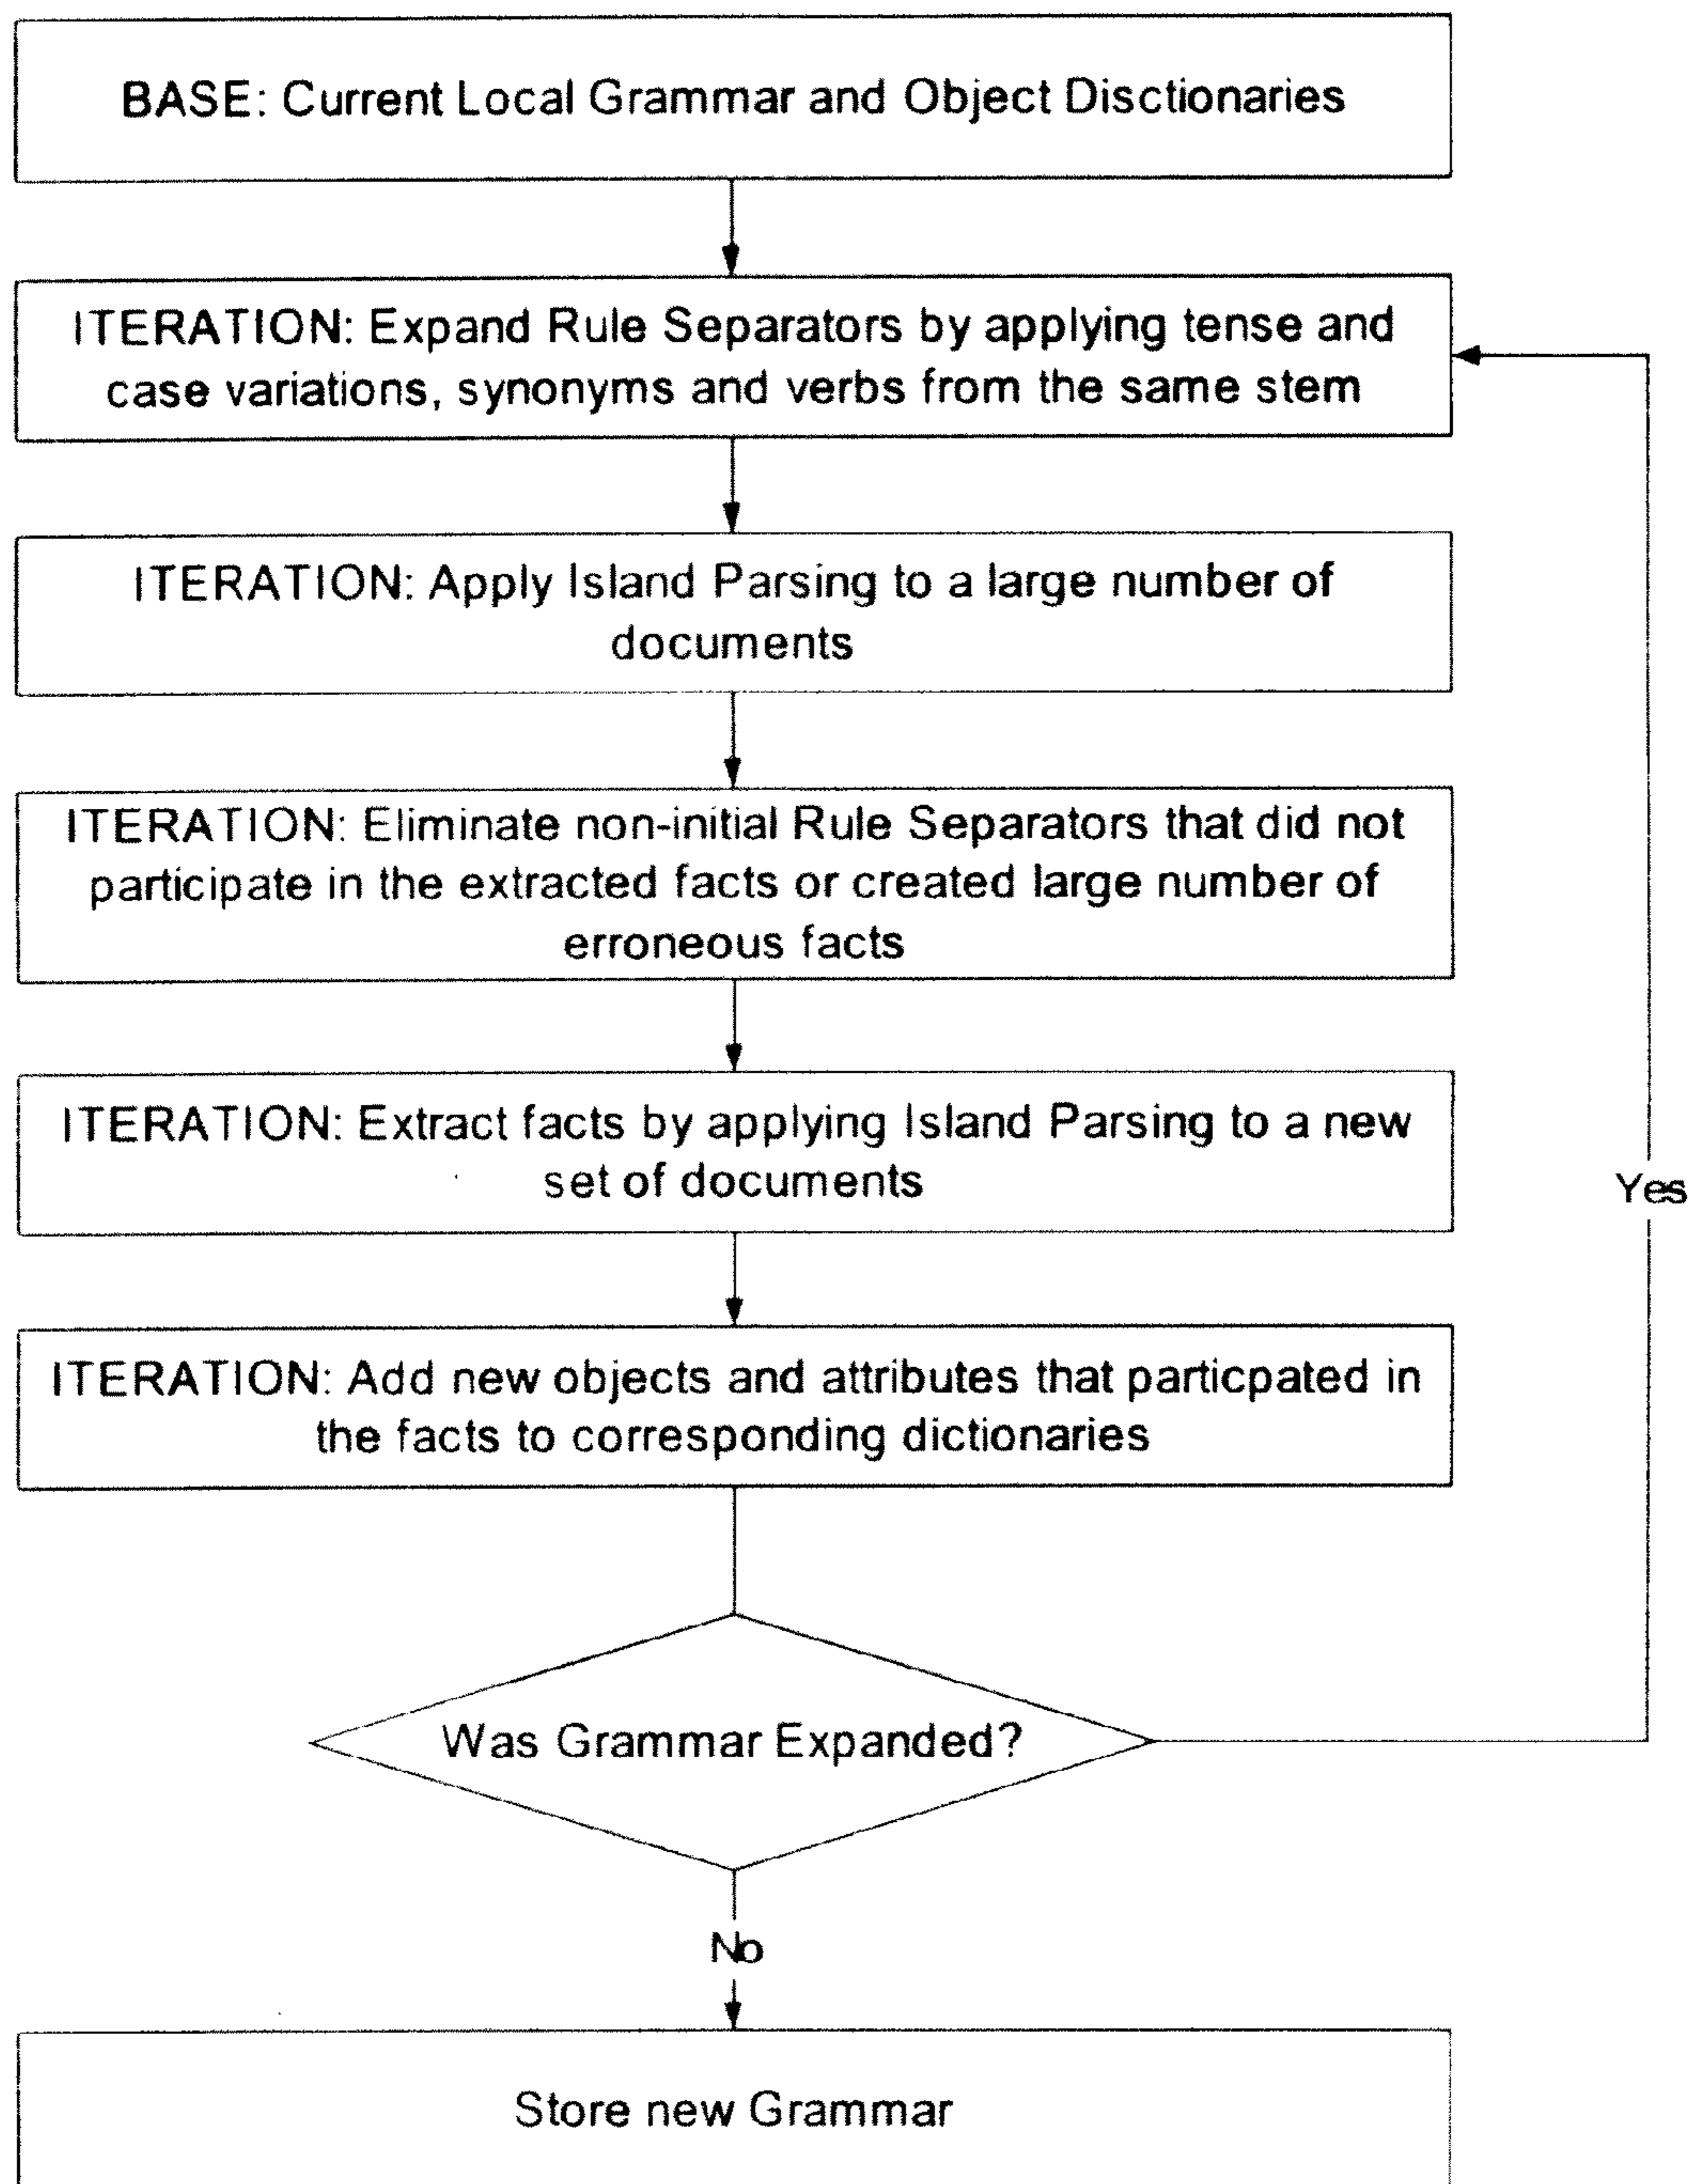 BASE: Current Local Grammar and Object Disctionaries
ITERATION: Expand Rule Separators by applying tense and
case variations, synonyms and verbs from the same stem
ITERATION: Apply Island Parsing to a large number of
documents
ITERATION: Eliminate non-initial Rule Separators that did not
participate in the extracted facts or created large number of
erroneous facts
ITERATION: Extract facts by applying Island Parsing to a new
set of documents
Yes
ITERATION: Add new objects and attributes that particpated in
the facts to corresponding dictionaries
Was Grammar Expanded?
No
Store new Grammar